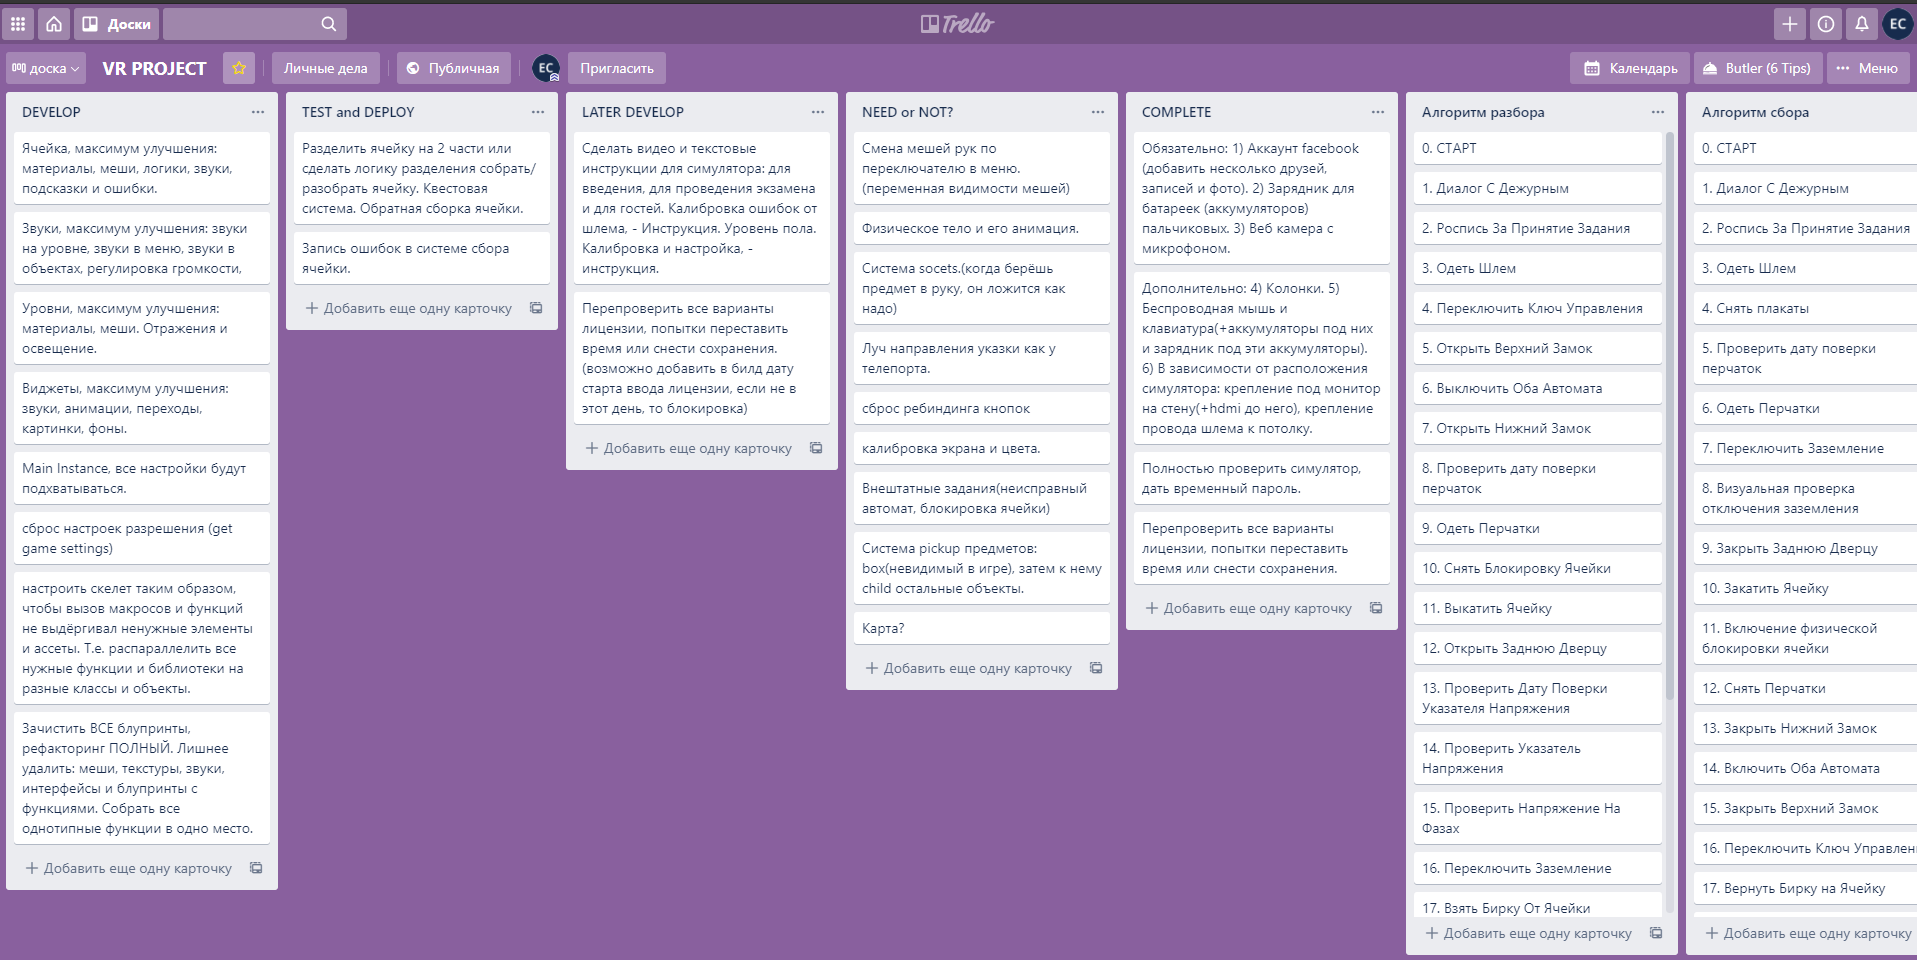 Доски
Trello
EC
доска
VR PROJECT
Личные дела
Публичная
EC
Пригласить
Календарь
Butler (6 Tips)
Меню
DEVELOP
Ячейка, максимум улучшения:
материалы, меши, логики, звуки,
подсказки и ошибки.
Звуки, максимум улучшения: звуки
на уровне, звуки в меню, звуки в
объектах, регулировка громкости,
Уровни, максимум улучшения:
материалы, меши. Отражения и
освещение.
Виджеты, максимум улучшения:
звуки, анимации, переходы,
картинки, фоны.
Main Instance, все настройки будут
подхватываться.
сброс настроек разрешения (get
game settings)
настроить скелет таким образом,
чтобы вызов макросов и функций
не выдёргивал ненужные элементы
и ассеты. Т.е. распараллелить все
нужные функции и библиотеки на
разные классы и объекты.
Зачистить ВСЕ блупринты,
рефакторинг ПОЛНЫЙ. Лишнее
удалить: меши, текстуры, звуки,
интерфейсы и блупринты с
функциями. Собрать все
однотипные функции в одно место.
Добавить еще одну карточку
TEST and DEPLOY
Разделить ячейку на 2 части или
сделать логику разделения собрать/
разобрать ячейку. Квестовая
система. Обратная сборка ячейки.
Запись ошибок в системе сбора
ячейки.
Добавить еще одну карточку
LATER DEVELOP
Сделать видео и текстовые
инструкции для симулятора: для
введения, для проведения экзамена
и для гостей. Калибровка ошибок от
шлема, - Инструкция. Уровень пола.
Калибровка и настройка, -
инструкция.
Перепроверить все варианты
лицензии, попытки переставить
время или снести сохранения.
(возможно добавить в билд дату
старта ввода лицензии, если не в
этот день, то блокировка)
Добавить еще одну карточку
NEED or NOT?
Смена мешей рук по
переключателю в меню.
(переменная видимости мешей)
Физическое тело и его анимация.
Система socets.(когда берёшь
предмет в руку, он ложится как
надо)
Луч направления указки как у
телепорта.
сброс ребиндинга кнопок
калибровка экрана и цвета.
Внештатные задания(неисправный
автомат, блокировка ячейки)
Система pickup предметов:
box(невидимый в игре), затем к нему
child остальные объекты.
Карта?
Добавить еще одну карточку
COMPLETE
Обязательно: 1) Аккаунт facebook
(добавить несколько друзей,
записей и фото). 2) Зарядник для
батареек (аккумуляторов)
пальчиковых. 3) Веб камера с
микрофоном.
Дополнительно: 4) Колонки. 5)
Беспроводная мышь и
клавиатура(+аккумуляторы под них
и зарядник под эти аккумуляторы).
6) В зависимости от расположения
симулятора: крепление под монитор
на стену(+hdmi до него), крепление
провода шлема к потолку.
Полностью проверить симулятор,
дать временный пароль.
Перепроверить все варианты
лицензии, попытки переставить
время или снести сохранения.
Добавить еще одну карточку
Алгоритм разбора
0. СТАРТ
1. Диалог С Дежурным
2. Роспись За Принятие Задания
3. Одеть Шлем
4. Переключить Ключ Управления
5. Открыть Верхний Замок
6. Выключить Оба Автомата
7. Открыть Нижний Замок
8. Проверить дату поверки
перчаток
9. Одеть Перчатки
10. Снять Блокировку Ячейки
11. Выкатить Ячейку
12. Открыть Заднюю Дверцу
13. Проверить Дату Поверки
Указателя Напряжения
14. Проверить Указатель
Напряжения
15. Проверить Напряжение На
Фазах
16. Переключить Заземление
17. Взять Бирку От Ячейки
Добавить еще одну карточку
Алгоритм сбора
0. СТАРТ
1. Диалог С Дежурным
2. Роспись За Принятие Задания
3. Одеть Шлем
4. Снять плакаты
5. Проверить дату поверки
перчаток
6. Одеть Перчатки
7. Переключить Заземление
8. Визуальная проверка
отключения заземления
9. Закрыть Заднюю Дверцу
10. Закатить Ячейку
11. Включение физической
блокировки ячейки
12. Снять Перчатки
13. Закрыть Нижний Замок
14. Включить Оба Автомата
15. Закрыть Верхний Замок
16. Переключить Ключ Управлен
17. Вернуть Бирку на Ячейку
Добавить еще одну карточку